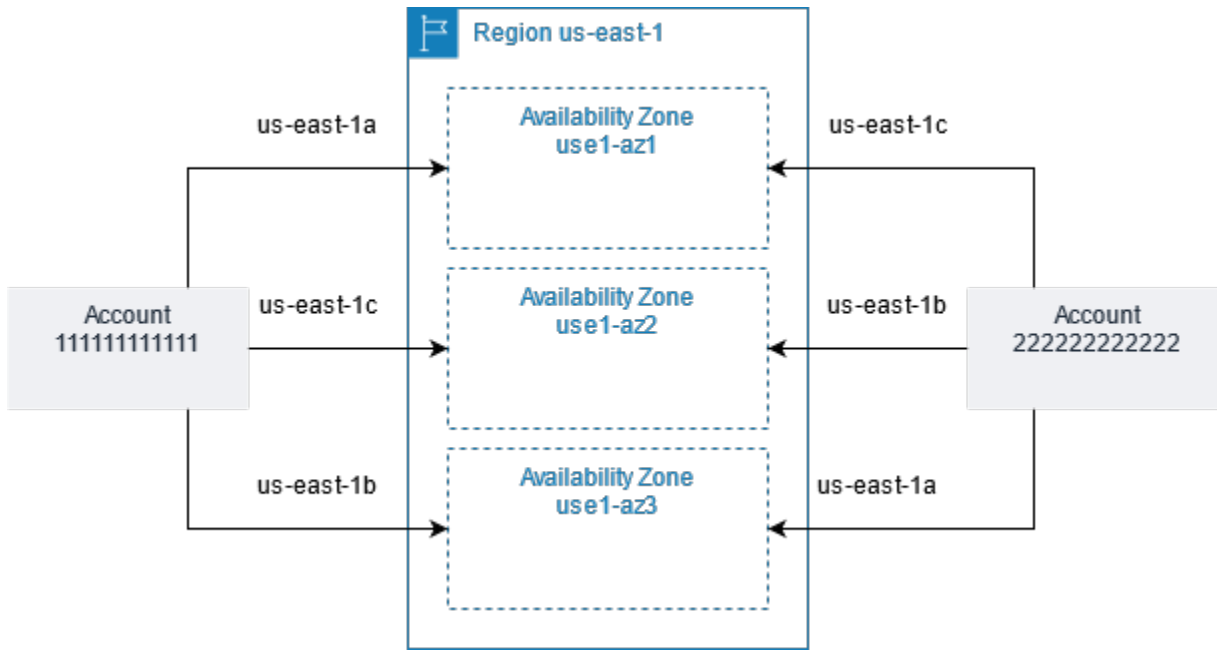 Region us-east-1
us-east-1a
Availability Zone
use1-az1
us-east-1c
Account
111111111111
us-east-1c
Availability Zone
use1-az2
us-east-1b
Account
222222222222
us-east-1b
Availability Zone
use1-az3
us-east-1a